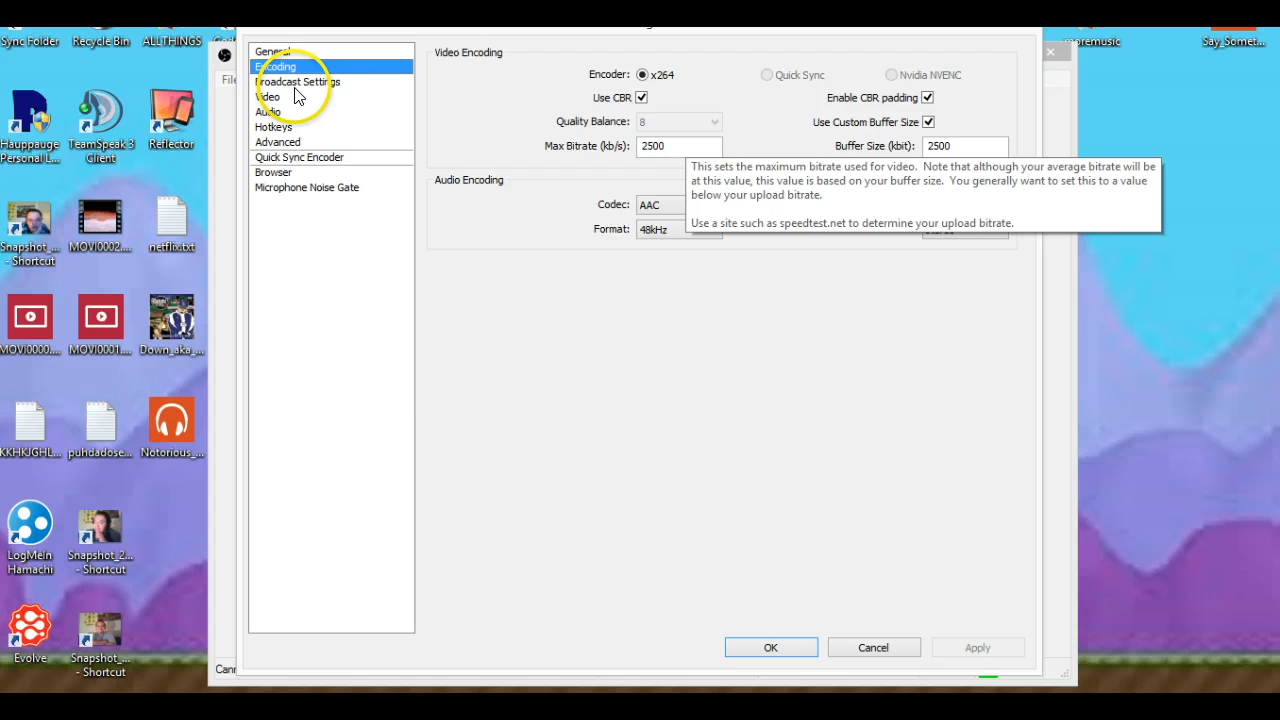 Sync Folder
Recycle Bin
ALLTHINGS
moremusic
Say_Somet...
File
Hauppauge
Personal L...
TeamSpeak 3
Client
Reflector
Snapshot_...
- Shortcut
MOVI0002....
netflix.txt
MOVI0000....
MOVI0001....
Down_aka_...
KKHKJGHL...
puhdadose...
Notorious_...
LogMeIn
Hamachi
Snapshot_2...
- Shortcut
Evolve
Snapshot_...
- Shortcut
General
Encoding
Broadcast Settings
Video
Audio
Hotkeys
Advanced
Quick Sync Encoder
Browser
Microphone Noise Gate
Video Encoding
Encoder: x264 Quick Sync Nvidia NVENC
Use CBR Enable CBR padding
Quality Balance: 8 Use Custom Buffer Size
Max Bitrate (kb/s): 2500 Buffer Size (kbit): 2500
This sets the maximum bitrate used for video. Note that although your average bitrate will be
at this value, this value is based on your buffer size. You generally want to set this to a value
below your upload bitrate.
Use a site such as speedtest.net to determine your upload bitrate.
Audio Encoding
Codec: AAC
Format: 48kHz
OK Cancel Apply